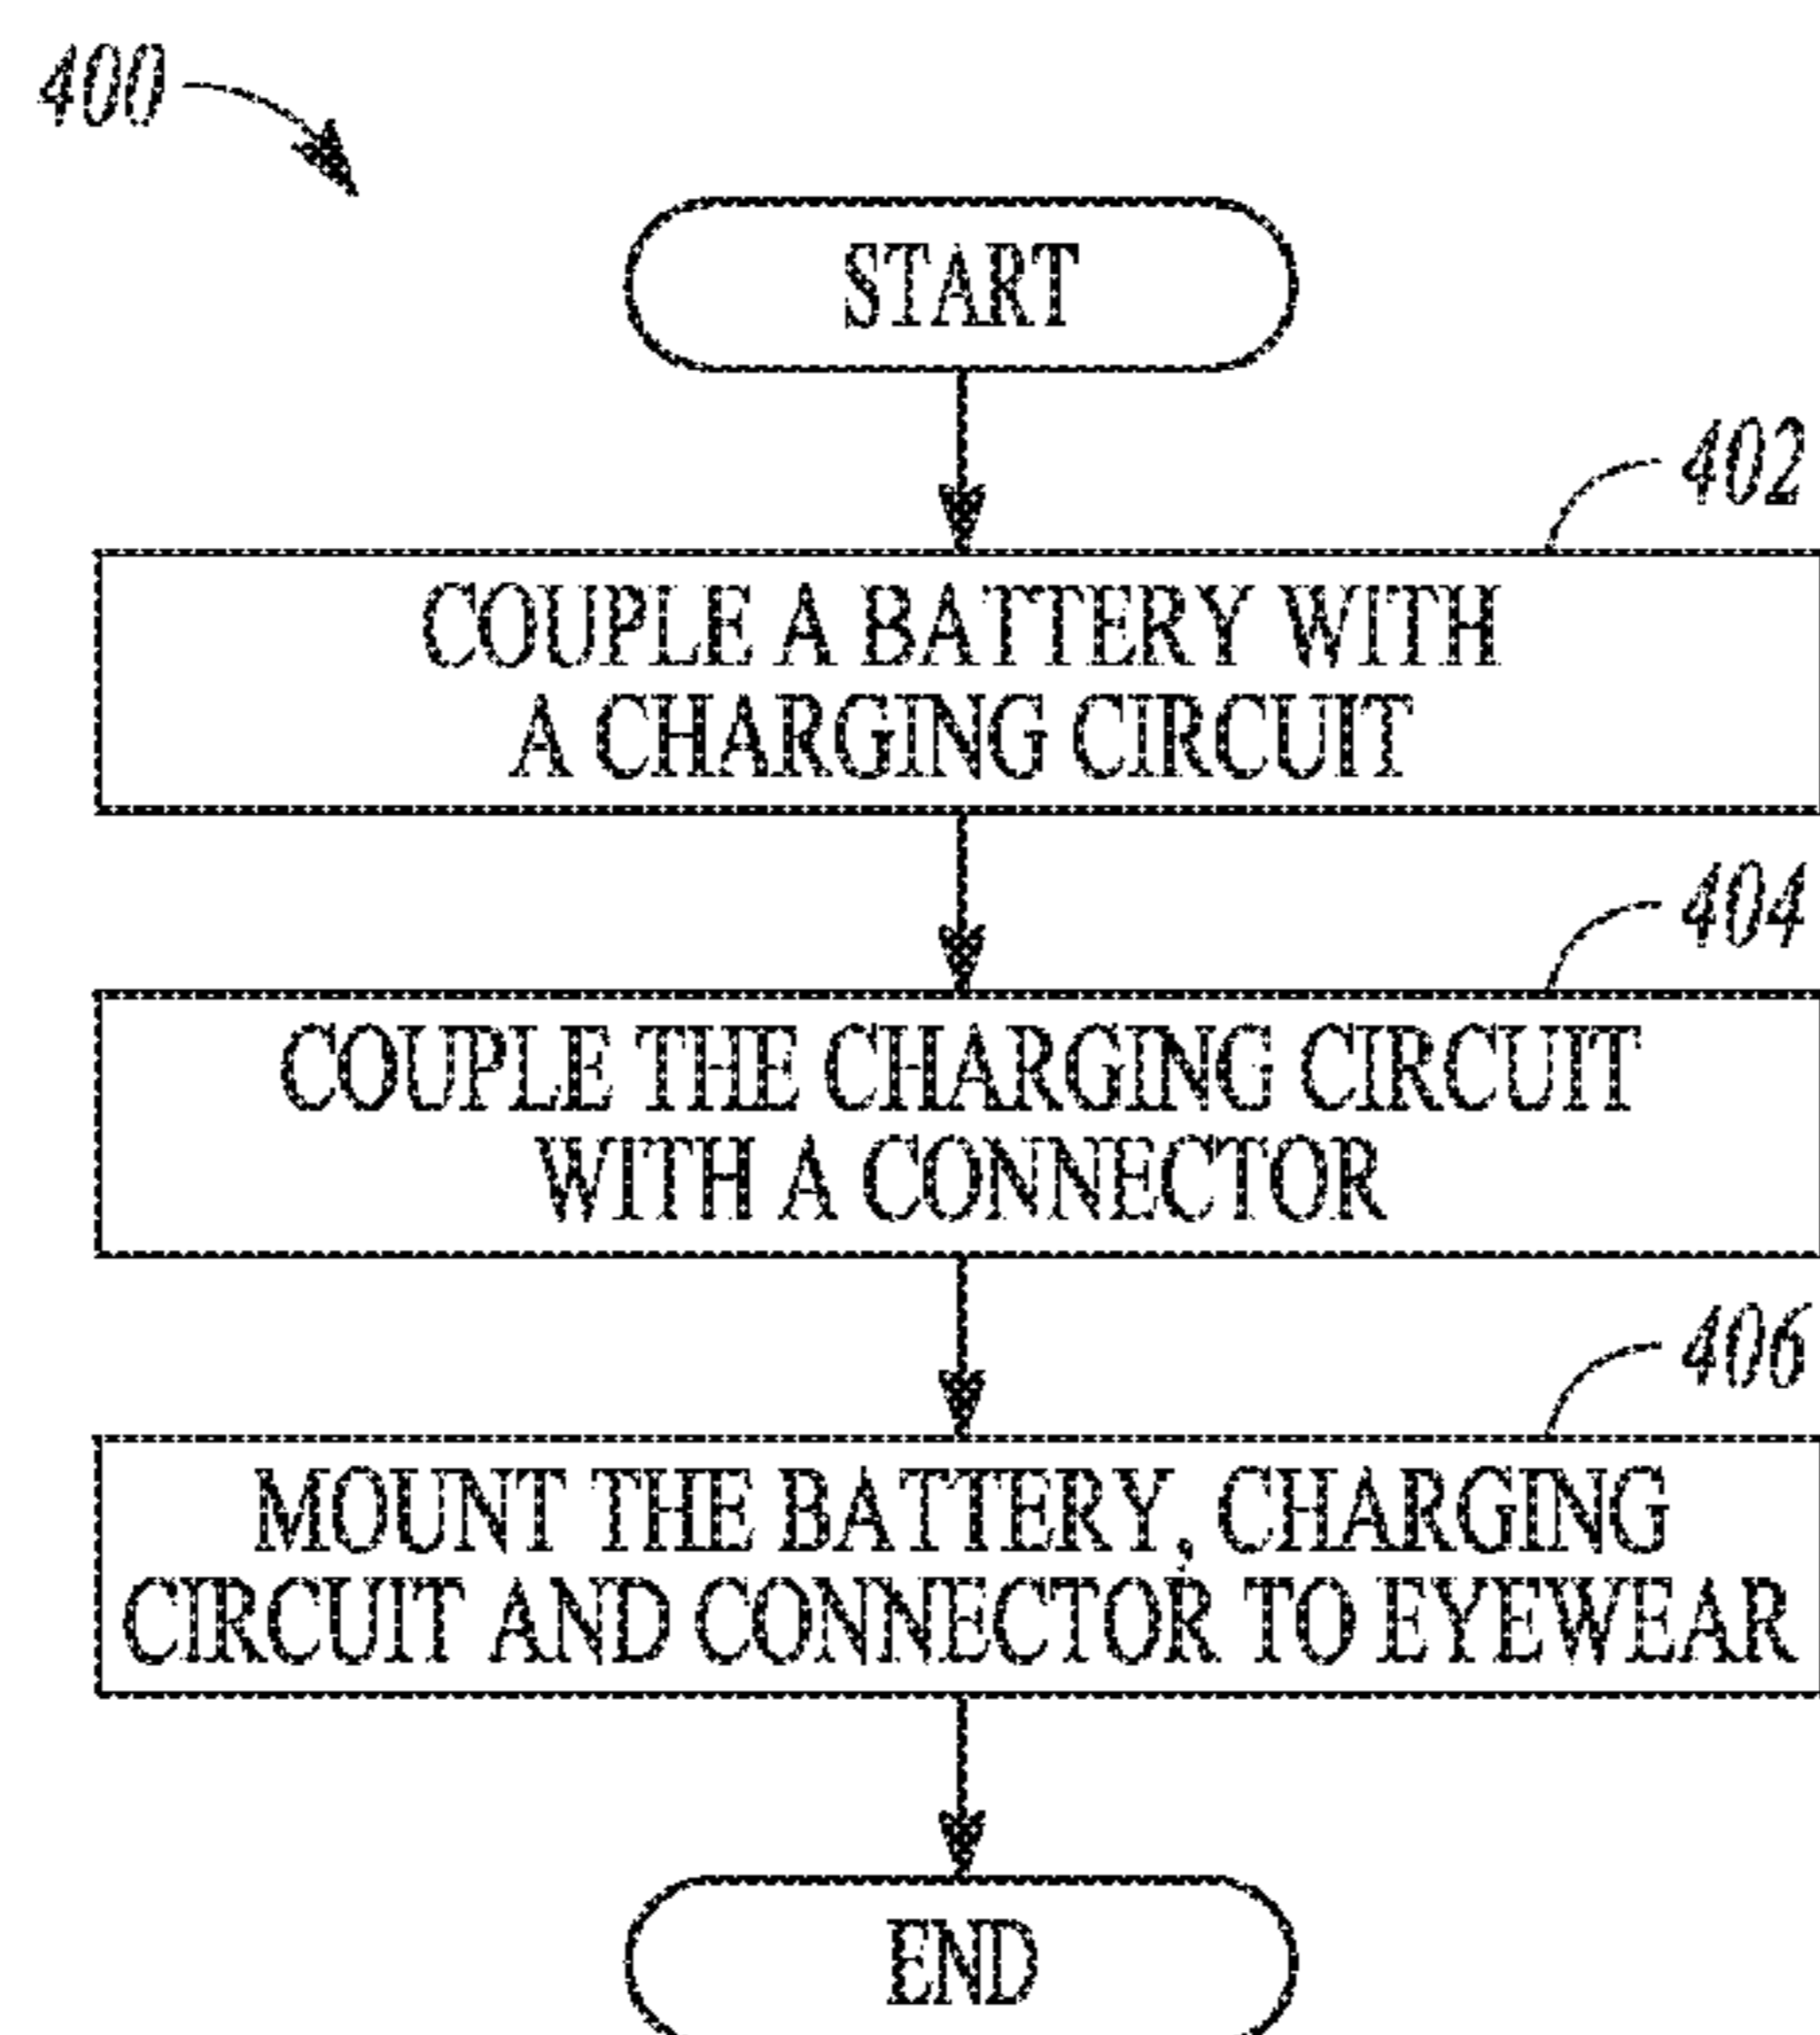 400
START
402
COUPLE A BATTERY WITH
A CHARGING CIRCUIT
404
COUPLE THE CHARGING CIRCUIT
WITH A CONNECTOR
406
MOUNT THE BATTERY, CHARGING
CIRCUIT AND CONNECTOR TO EYEWEAR
END